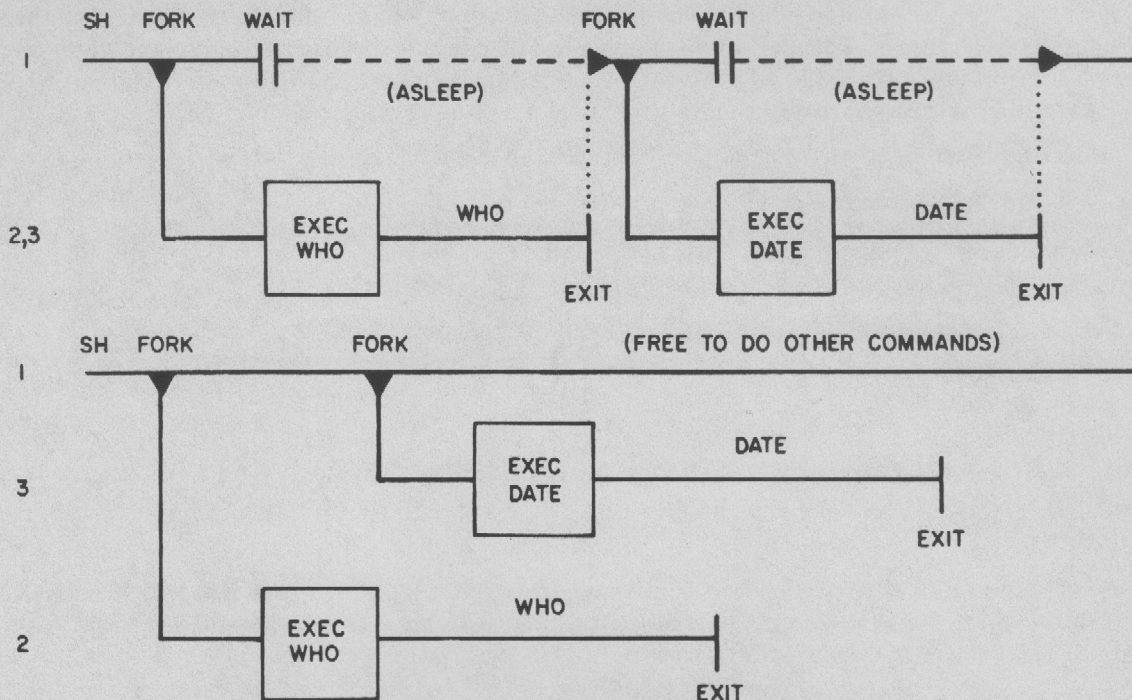 SH FORK WAIT FORK WAIT
1
(ASLEEP) (ASLEEP)
WHO DATE
EXEC WHO
EXEC DATE
2,3
EXIT EXIT
SH FORK FORK (FREE TO DO OTHER COMMANDS)
1
DATE
EXEC
DATE
3
EXIT
WHO
EXEC
WHO
2
EXIT